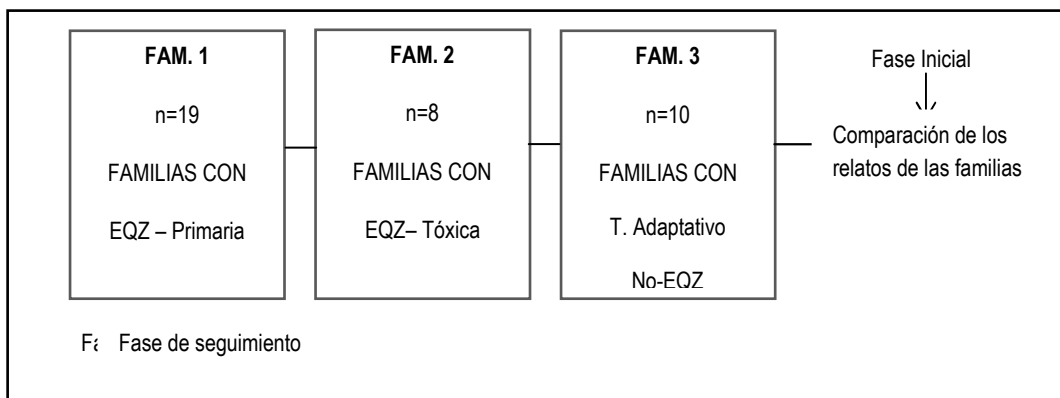 FAM. 1
n=19
FAMILIAS CON
EQZ – Primaria
FAM. 2
n=8
FAMILIAS CON
EQZ– Tóxica
FAM. 3
n=10
FAMILIAS CON
T. Adaptativo
No-EQZ
Fase Inicial
Comparación de los
relatos de las familias
Fase de seguimiento